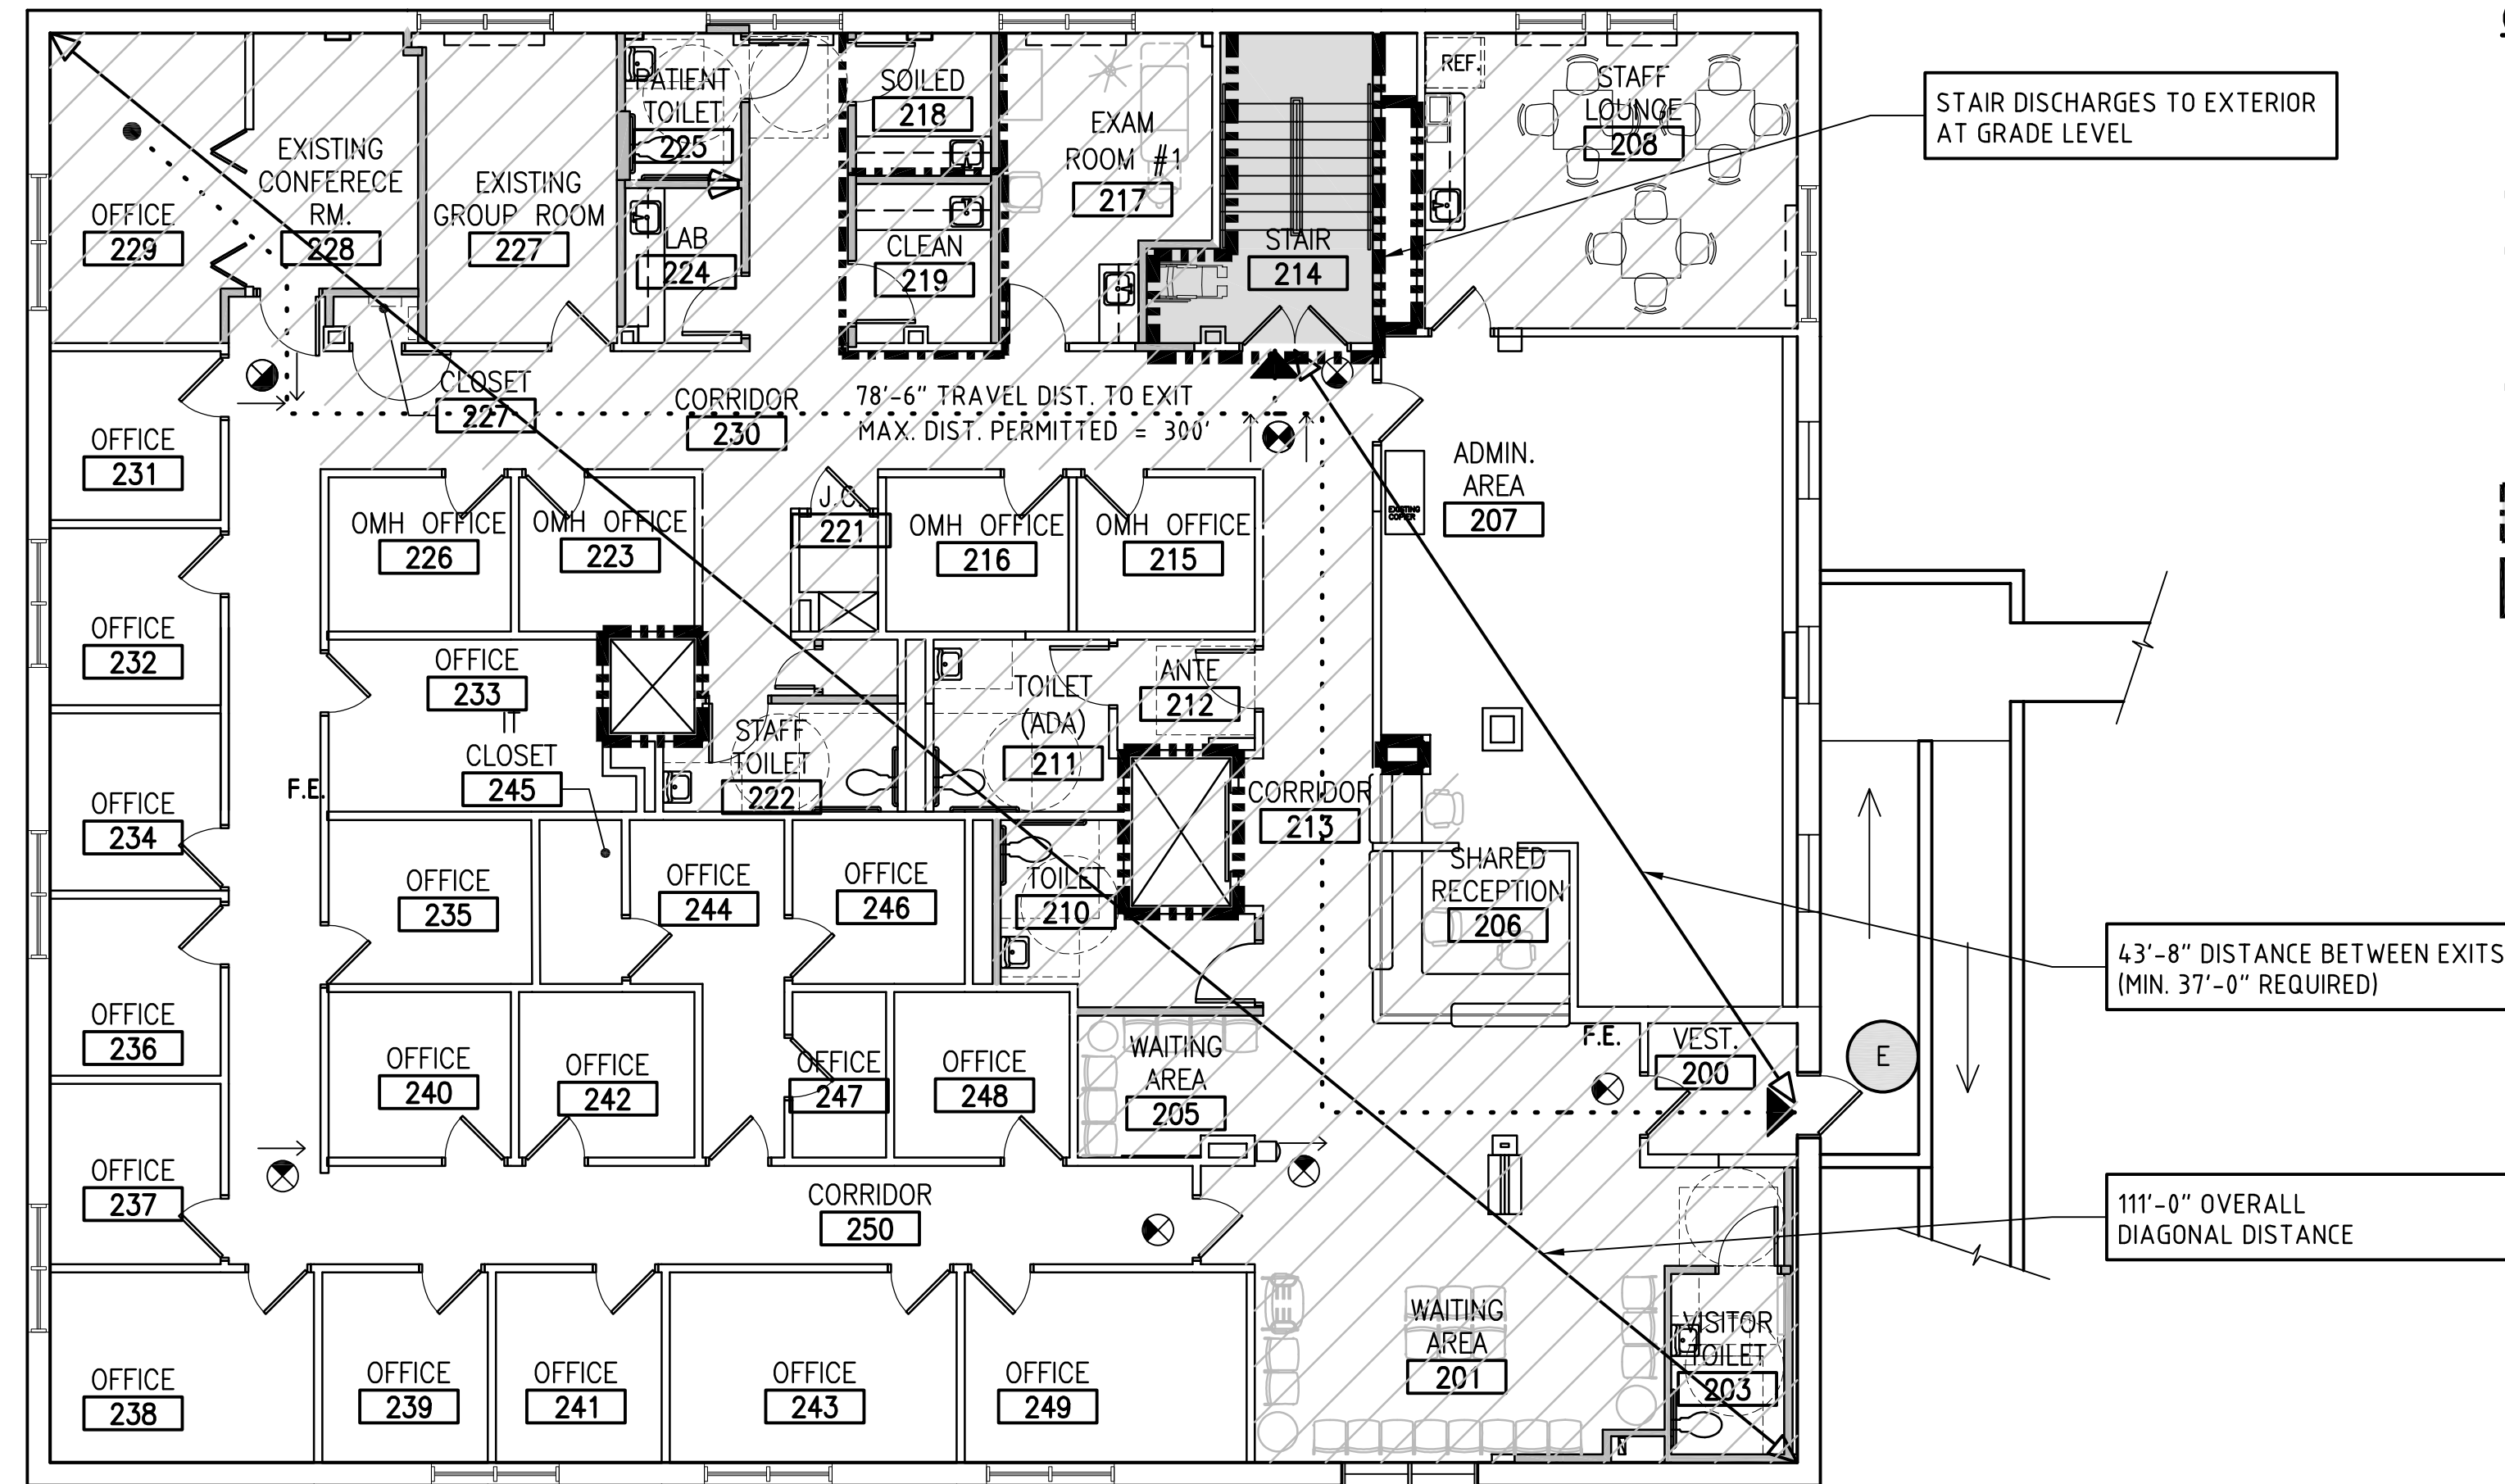 PATIENT
TOILET
225
SOILED
218
EXAM
ROOM #1
217
REF.
STAFF
LOUNGE
208
STAIR DISCHARGES TO EXTERIOR
AT GRADE LEVEL
OFFICE
229
EXISTING
CONFERECE
RM.
228
EXISTING
GROUP ROOM
227
LAB
224
CLEAN
219
STAIR
214
CLOSET
227
CORRIDOR
230
78'-6" TRAVEL DIST. TO EXIT
MAX. DIST. PERMITTED = 300'
OFFICE
231
ADMIN.
AREA
207
EXISTING
COPIER
OMH OFFICE
226
OMH OFFICE
223
J.C.
221
OMH OFFICE
216
OMH OFFICE
215
OFFICE
232
OFFICE
233
IT
CLOSET
245
STAFF
TOILET
222
TOILET
(ADA)
211
ANTE
212
F.E.
OFFICE
234
CORRIDOR
213
OFFICE
235
OFFICE
244
OFFICE
246
TOILET
210
SHARED
RECEPTION
206
43'-8" DISTANCE BETWEEN EXITS
(MIN. 37'-0" REQUIRED)
OFFICE
236
OFFICE
240
OFFICE
242
OFFICE
247
OFFICE
248
WAITING
AREA
205
F.E.
VEST.
200
E
OFFICE
237
CORRIDOR
250
111'-0" OVERALL
DIAGONAL DISTANCE
OFFICE
238
OFFICE
239
OFFICE
241
OFFICE
243
OFFICE
249
WAITING
AREA
201
VISITOR
TOILET
203